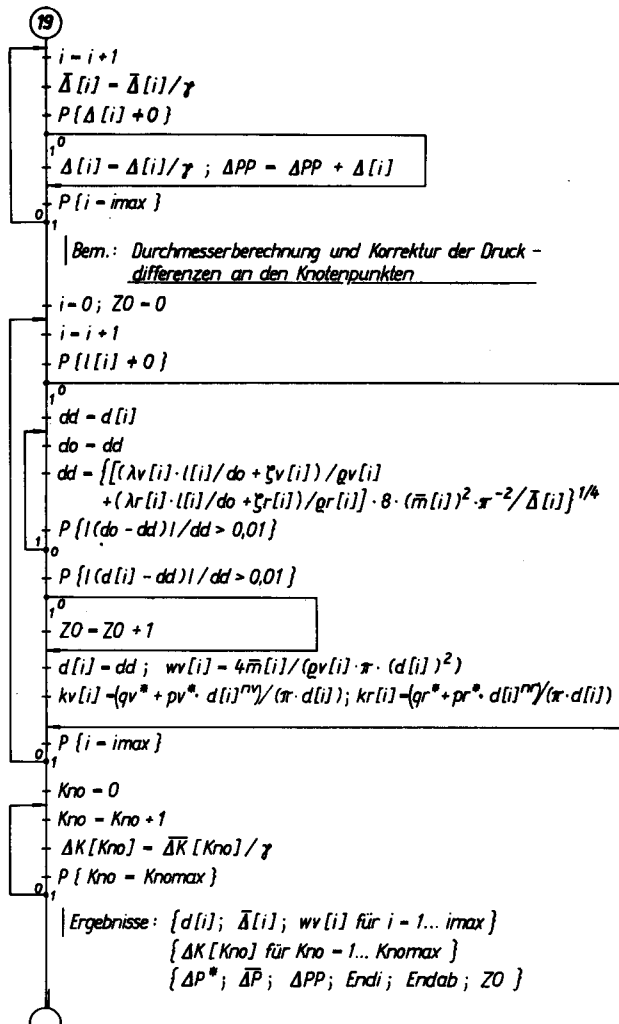 19
i = i+1
Δ̅[i] = Δ̅[i]/γ
P{Δ[i] ≠ 0}
1 0
Δ[i] = Δ[i]/γ ; ΔPP = ΔPP + Δ[i]
P{i = imax}
0 1
Bem.: Durchmesserberechnung und Korrektur der Druck-
differenzen an den Knotenpunkten
i=0; ZO=0
i = i+1
P{l[i] ≠ 0}
1 0
dd = d[i]
do = dd
dd = {[(λv[i]·l[i]/do + ζv[i])/ϱv[i]
+(λr[i]·l[i]/do + ζr[i])/ϱr[i]]·8·(m̅[i])²·π⁻²/Δ̅[i]}^1/4
P{|(do-dd)|/dd > 0,01}
1 0
P{|(d[i]-dd)|/dd > 0,01}
1 0
ZO = ZO+1
d[i] = dd; wv[i] = 4m̅[i]/(ϱv[i]·π·(d[i])²)
kv[i] = (qv* + pv*· d[i]^nv)/(π·d[i]); kr[i] = (qr* + pr*· d[i]^nr)/(π·d[i])
P{i = imax}
0 1
Kno = 0
Kno = Kno+1
ΔK[Kno] = Δ̅K̅[Kno]/γ
P{Kno = Knomax}
0 1
Ergebnisse: {d[i]; Δ̅[i]; wv[i] für i = 1... imax}
{ΔK[Kno] für Kno = 1... Knomax}
{ΔP*; Δ̅P̅; ΔPP; Endi; Endab; ZO}